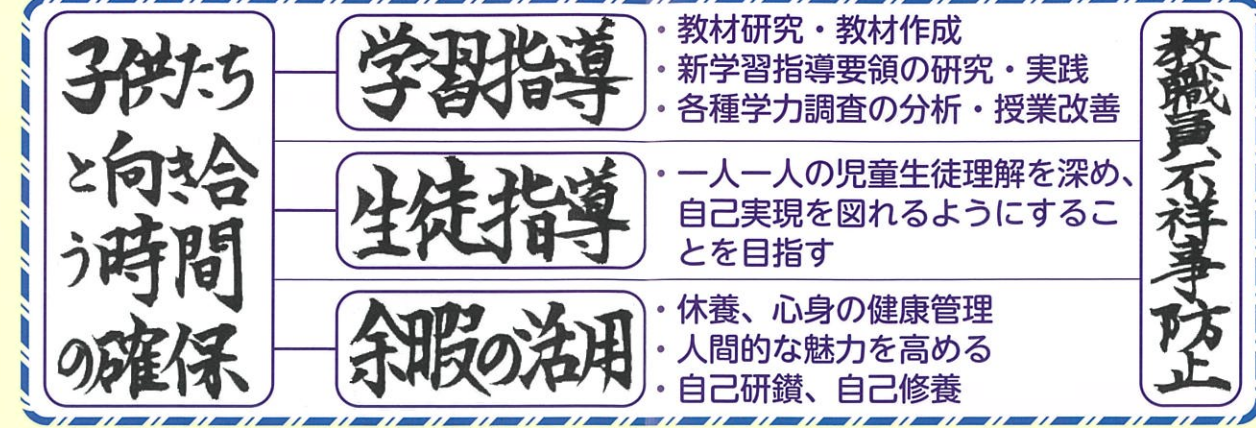 子供たち
と向き合
う時間
の確保
学習指導
・教材研究・教材作成
・新学習指導要領の研究・実践
・各種学力調査の分析・授業改善
生徒指導
・一人一人の児童生徒理解を深め、
自己実現を図れるようにするこ
とを目指す
余暇の活用
・休養、心身の健康管理
・人間的な魅力を高める
・自己研鑚、自己修養
教職員不祥事防止